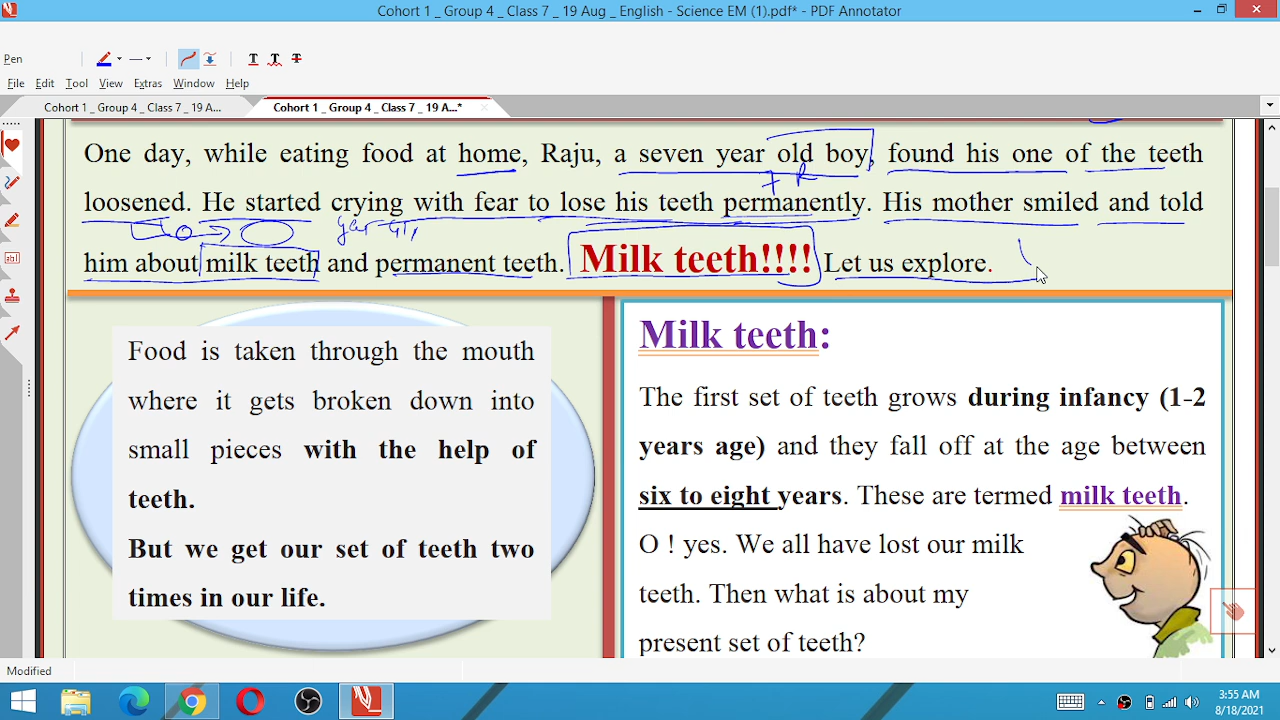 Cohort 1 _ Group 4 _ Class 7 _ 19 Aug _ English - Science EM (1).pdf* - PDF Annotator
Pen
T T T
File Edit Tool View Extras Window Help
Cohort 1 _ Group 4 _ Class 7 _ 19 A... Cohort 1 _ Group 4 _ Class 7 _ 19 A...*
One day, while eating food at home, Raju, a seven year old boy, found his one of the teeth
loosened. He started crying with fear to lose his teeth permanently. His mother smiled and told
him about milk teeth and permanent teeth. Milk teeth!!!! Let us explore.
Food is taken through the mouth
where it gets broken down into
small pieces with the help of
teeth.
But we get our set of teeth two
times in our life.
Milk teeth:
The first set of teeth grows during infancy (1-2
years age) and they fall off at the age between
six to eight years. These are termed milk teeth.
O ! yes. We all have lost our milk
teeth. Then what is about my
present set of teeth?
Modified
3:55 AM
8/18/2021